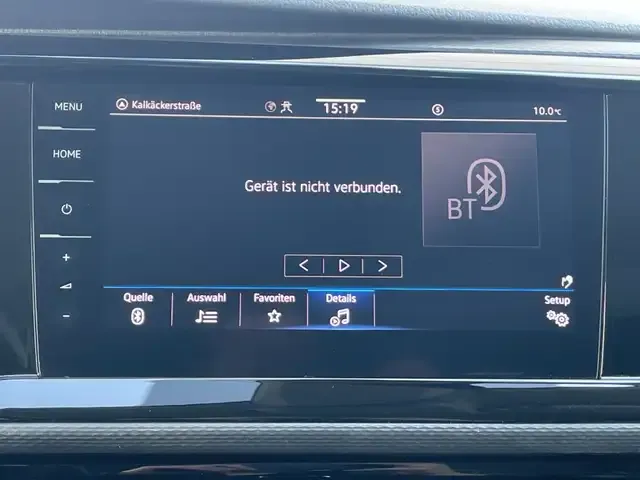 MENU
HOME
+
−
Kalkäckerstraße
15:19
S
10.0 °C
Gerät ist nicht verbunden.
BT
Quelle
Auswahl
Favoriten
Details
Setup